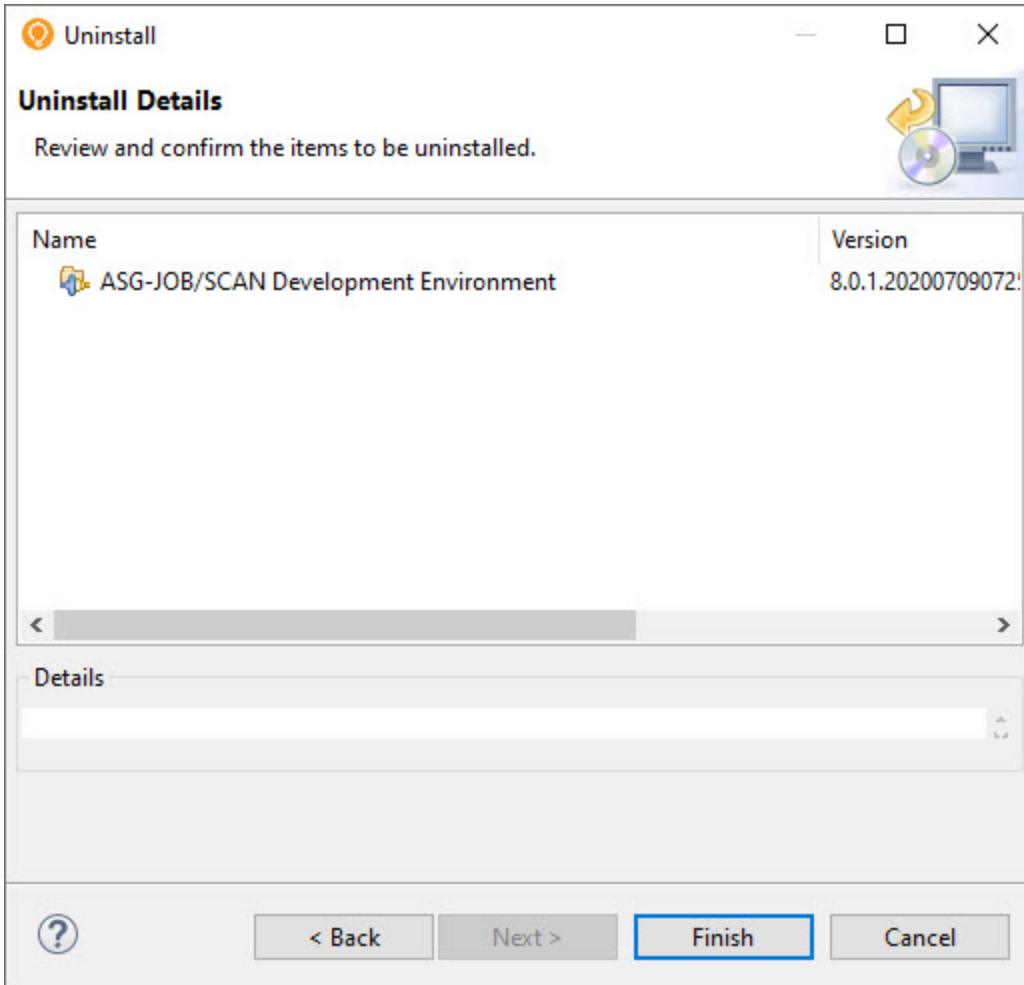 Uninstall
Uninstall Details
Review and confirm the items to be uninstalled.
Name Version
ASG-JOB/SCAN Development Environment 8.0.1.20200709072
Details
? < Back Next > Finish Cancel